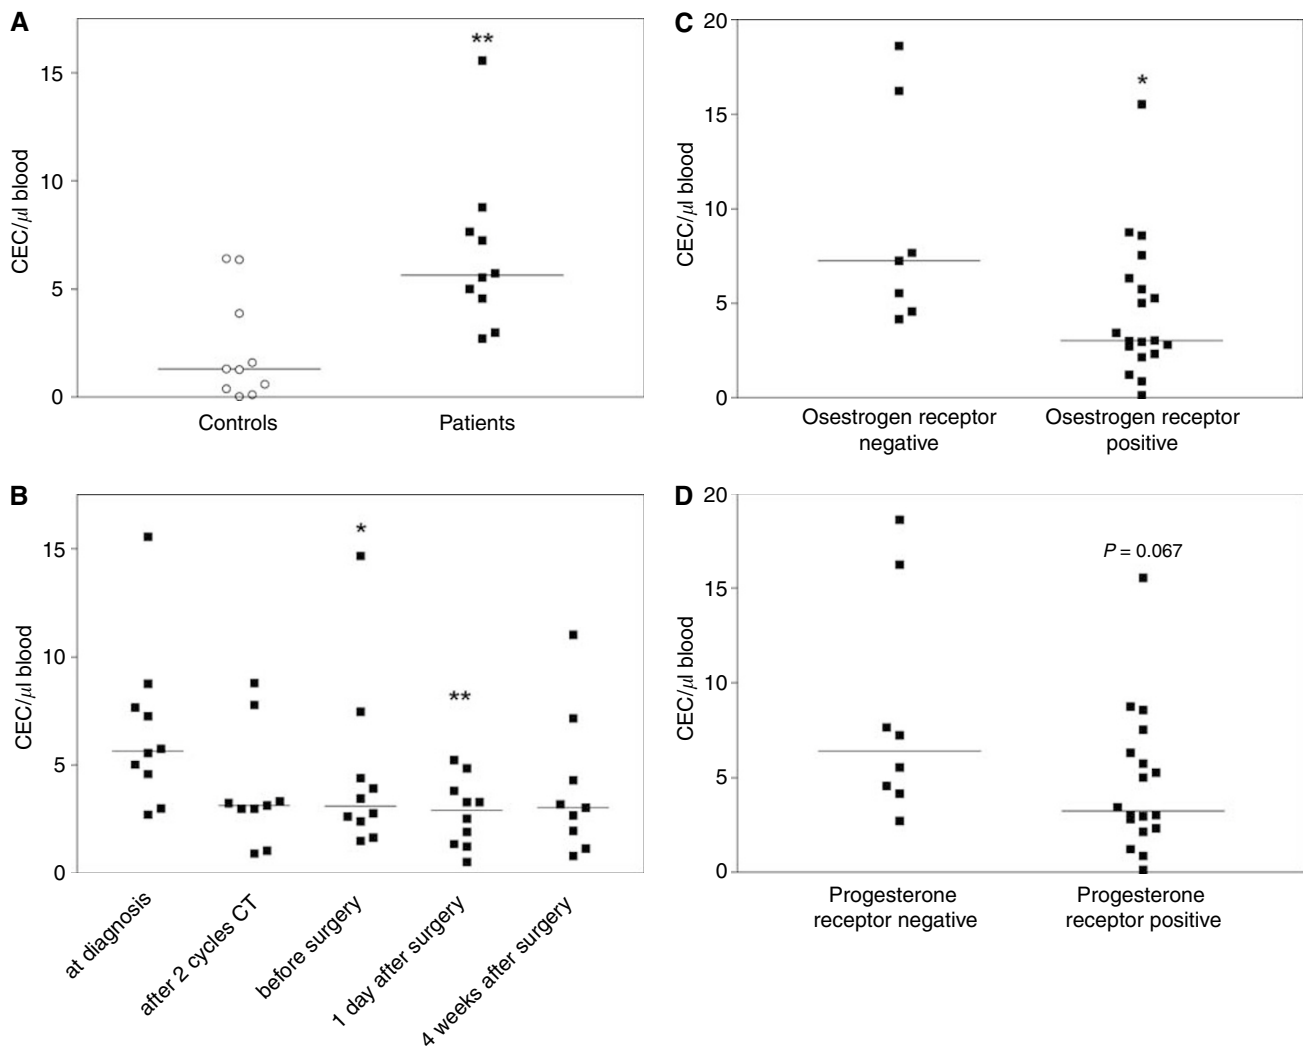 A
CEC/µl blood
15
10
5
0
**
Controls
Patients
C
CEC/µl blood
20
15
10
5
0
*
Osestrogen receptor
negative
Osestrogen receptor
positive
B
CEC/µl blood
15
10
5
0
*
**
at diagnosis
after 2 cycles CT
before surgery
1 day after surgery
4 weeks after surgery
D
CEC/µl blood
20
15
10
5
0
P = 0.067
Progesterone
receptor negative
Progesterone
receptor positive